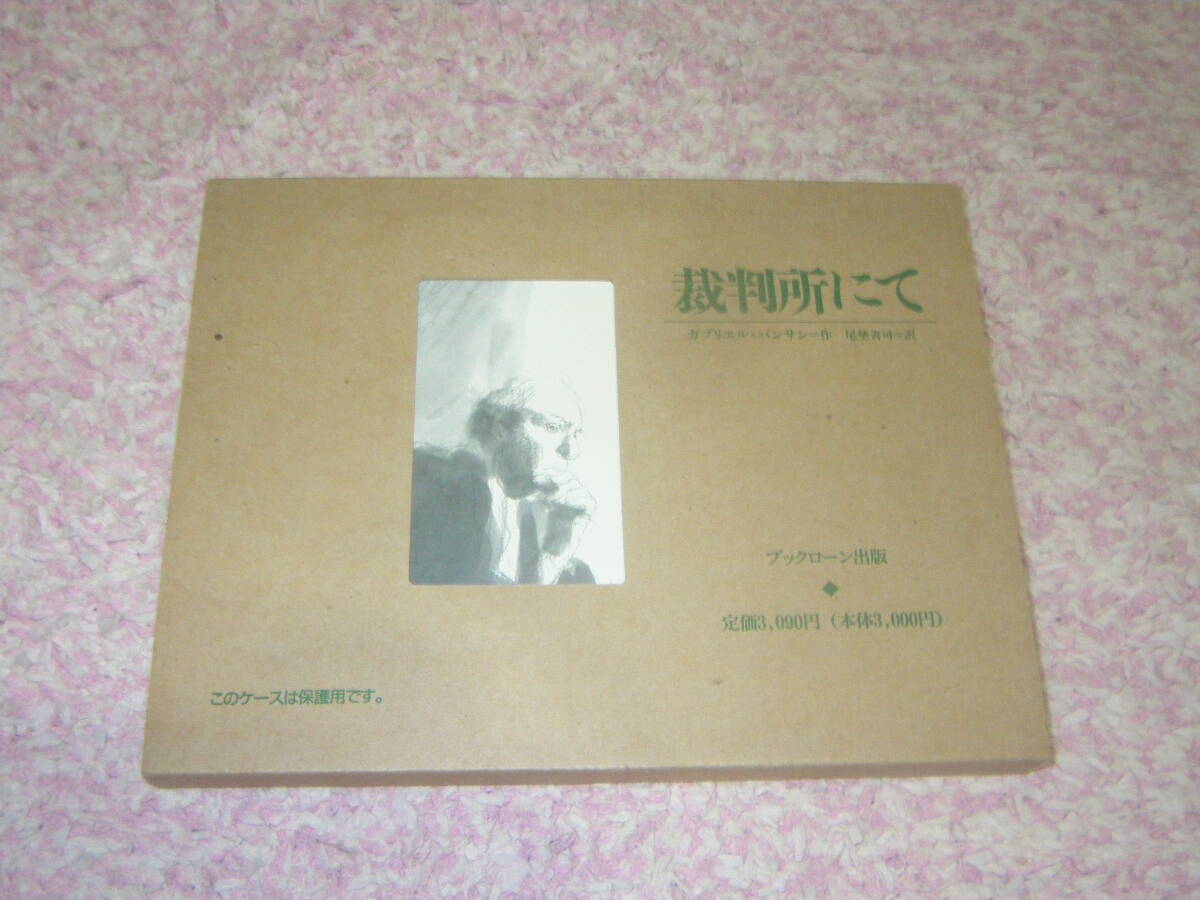 裁判所にて
ガブリエル・バンサン=作 尾埜善司=訳
ブックローン出版
◆
定価3,090円(本体3,000円)
このケースは保護用です。